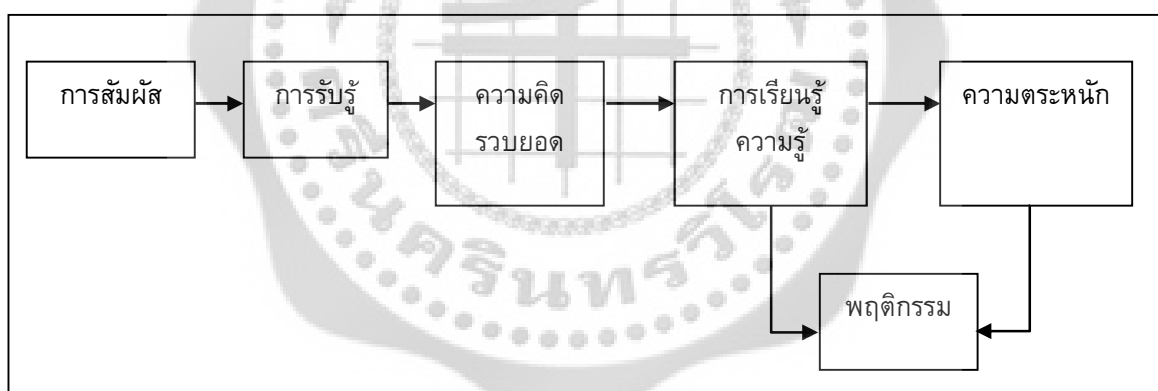 การสัมผัส
การรับรู้
ความคิด
รวบยอด
การเรียนรู้
ความรู้
ความตระหนัก
พฤติกรรม